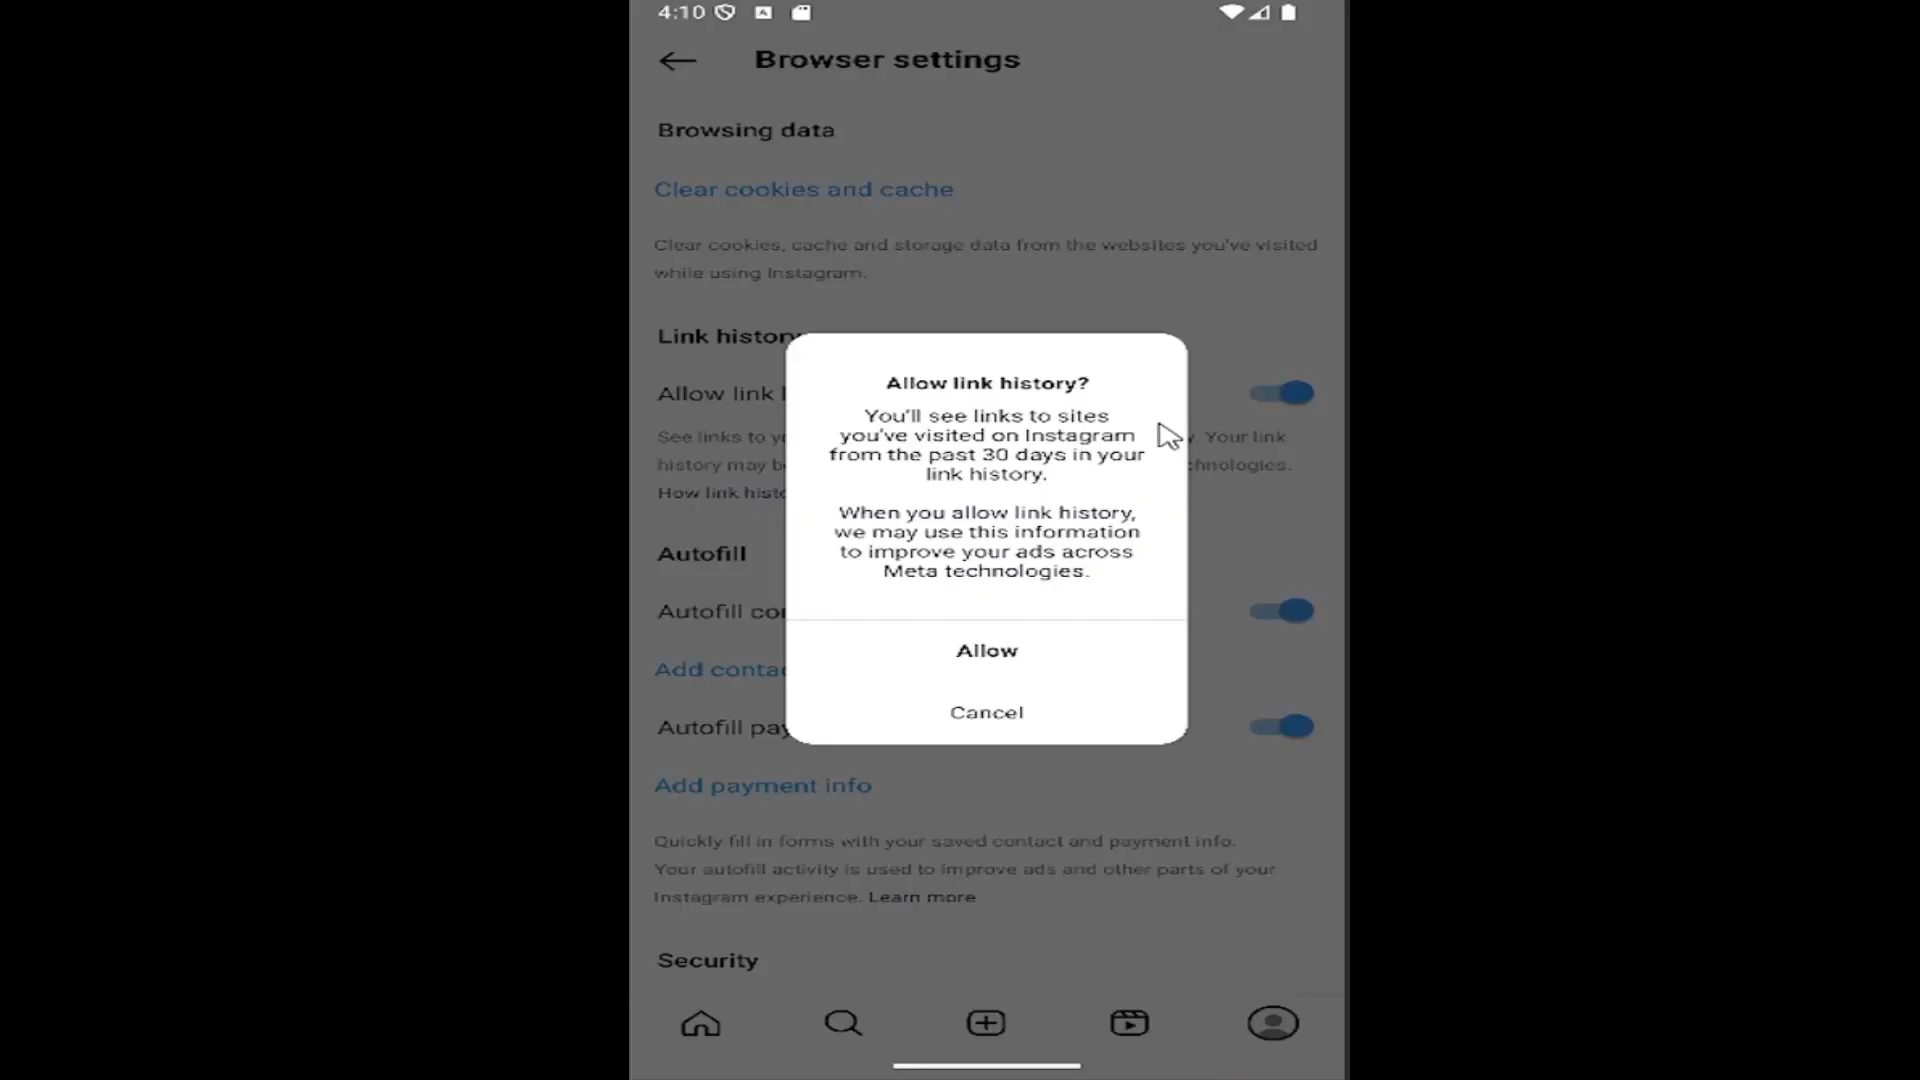 4:10
Browser settings
Browsing data
Clear cookies and cache
Clear cookies, cache and storage data from the websites you've visited
while using Instagram.
Link history
Allow link
See links to
. Your link
history may
hnologies.
How link hist
Allow link history?
You'll see links to sites
you've visited on Instagram
from the past 30 days in your
link history.
When you allow link history,
we may use this information
to improve your ads across
Meta technologies.
Allow
Cancel
Autofill
Autofill co
Add conta
Autofill pay
Add payment info
Quickly fill in forms with your saved contact and payment info.
Your autofill activity is used to improve ads and other parts of your
Instagram experience. Learn more
Security